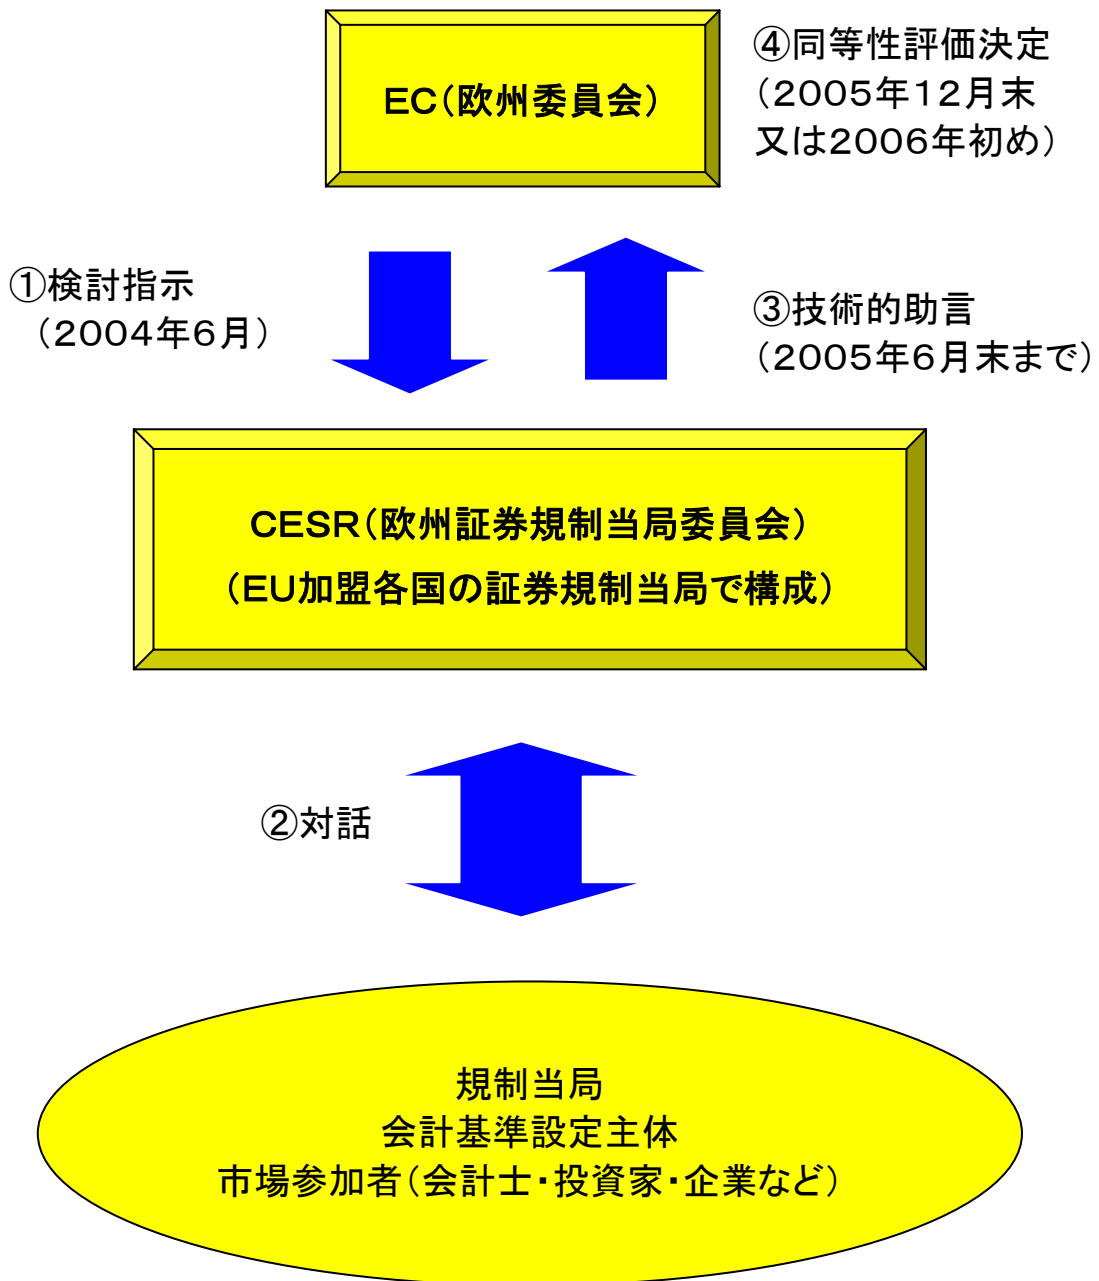 EC(欧州委員会)
④同等性評価決定
(2005年12月末
又は2006年初め)
①検討指示
(2004年6月)
③技術的助言
(2005年6月末まで)
CESR(欧州証券規制当局委員会)
(EU加盟各国の証券規制当局で構成)
②対話
規制当局
会計基準設定主体
市場参加者(会計士・投資家・企業など)